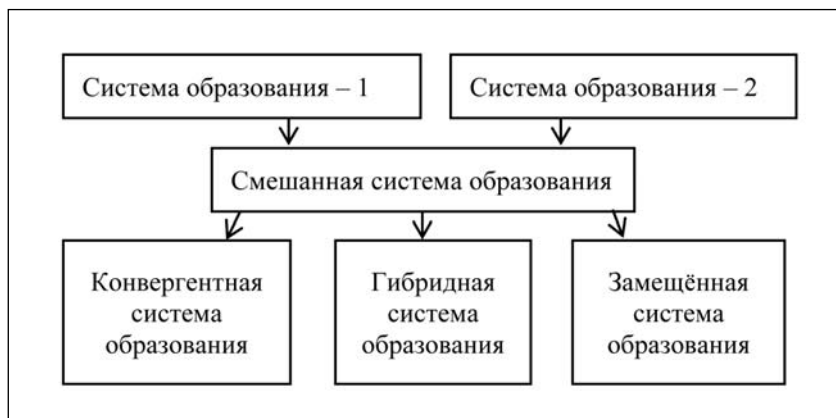 Система образования – 1
Система образования – 2
Смешанная система образования
Конвергентная
система
образования
Гибридная
система
образования
Замещённая
система
образования